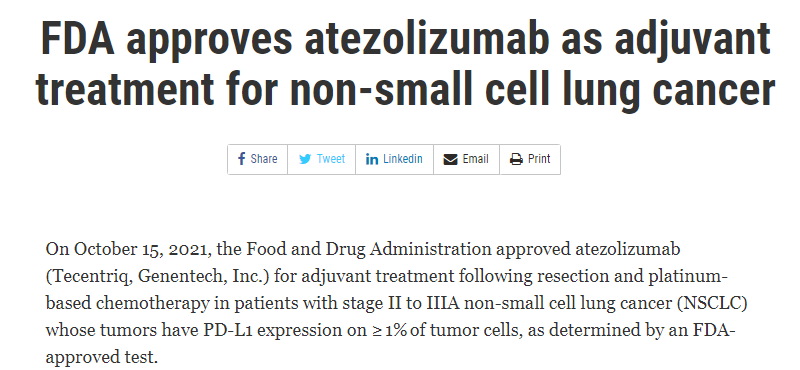 FDA approves atezolizumab as adjuvant
treatment for non-small cell lung cancer
f Share Tweet in Linkedin Email Print
On October 15, 2021, the Food and Drug Administration approved atezolizumab
(Tecentriq, Genentech, Inc.) for adjuvant treatment following resection and platinum-
based chemotherapy in patients with stage II to IIIA non-small cell lung cancer (NSCLC)
whose tumors have PD-L1 expression on ≥ 1% of tumor cells, as determined by an FDA-
approved test.